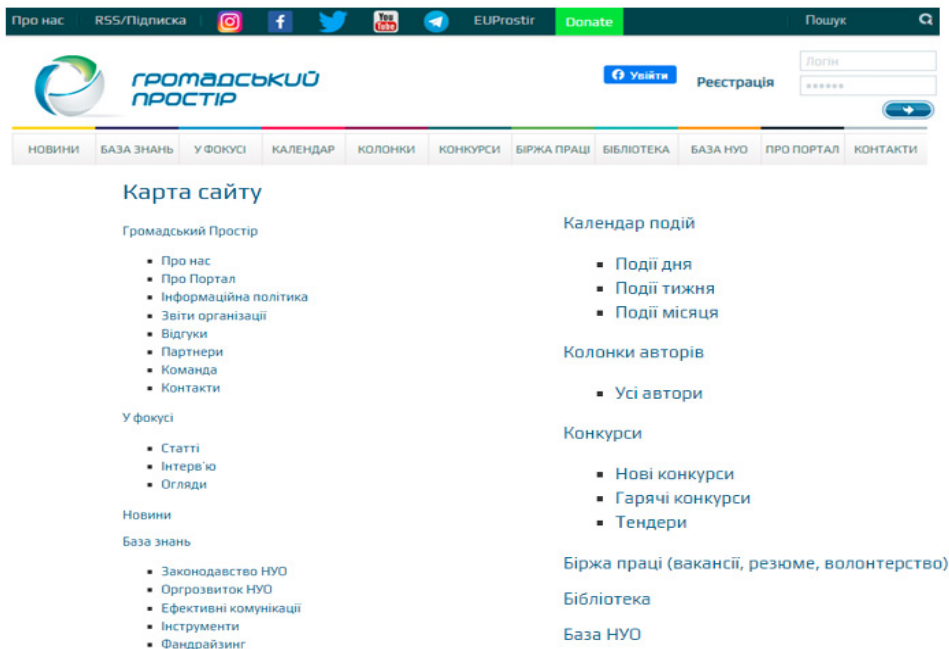 Про нас
RSS/Підписка
You Tube
EUProstir
Donate
Пошук
ГРОМАДСЬКИЙ
ПРОСТІР
Увійти
Реєстрація
Логін
••••••
НОВИНИ
БАЗА ЗНАНЬ
У ФОКУСІ
КАЛЕНДАР
КОЛОНКИ
КОНКУРСИ
БІРЖА ПРАЦІ
БІБЛІОТЕКА
БАЗА НУО
ПРО ПОРТАЛ
КОНТАКТИ
Карта сайту
Громадський Простір
Про нас
Про Портал
Інформаційна політика
Звіти організації
Відгуки
Партнери
Команда
Контакти
У фокусі
Статті
Інтерв`ю
Огляди
Новини
База знань
Законодавство НУО
Оргрозвиток НУО
Ефективні комунікації
Інструменти
Фандрайзинг
Календар подій
Події дня
Події тижня
Події місяця
Колонки авторів
Усі автори
Конкурси
Нові конкурси
Гарячі конкурси
Тендери
Біржа праці (вакансії, резюме, волонтерство)
Бібліотека
База НУО